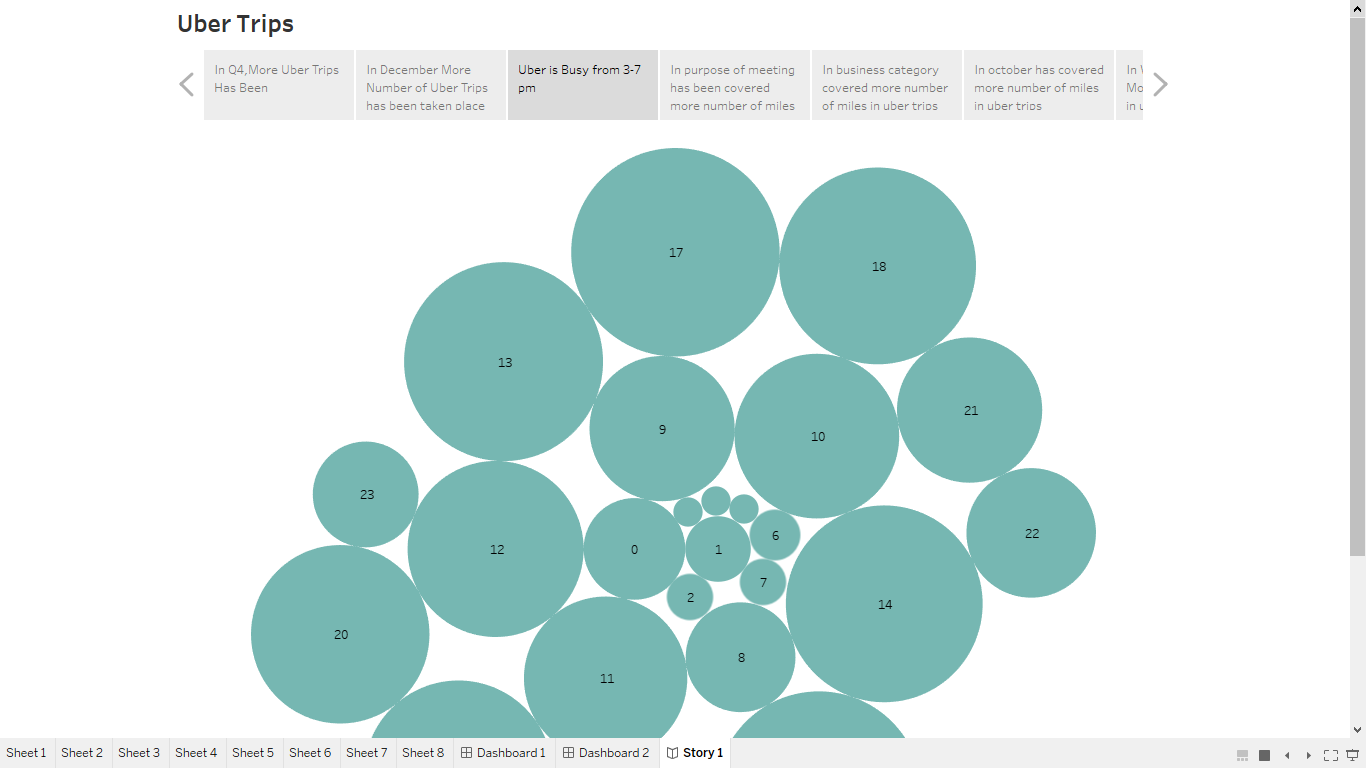 Uber Trips
In Q4,More Uber Trips
Has Been
In December More
Number of Uber Trips
has been taken place
Uber is Busy from 3-7
pm
In purpose of meeting
has been covered
more number of miles
In business category
covered more number
of miles in uber trips
In october has covered
more number of miles
in uber trips
In
Mo
in u
17
18
13
9
10
21
23
12
0
1
6
22
7
2
14
20
11
8
Sheet 1
Sheet 2
Sheet 3
Sheet 4
Sheet 5
Sheet 6
Sheet 7
Sheet 8
Dashboard 1
Dashboard 2
Story 1